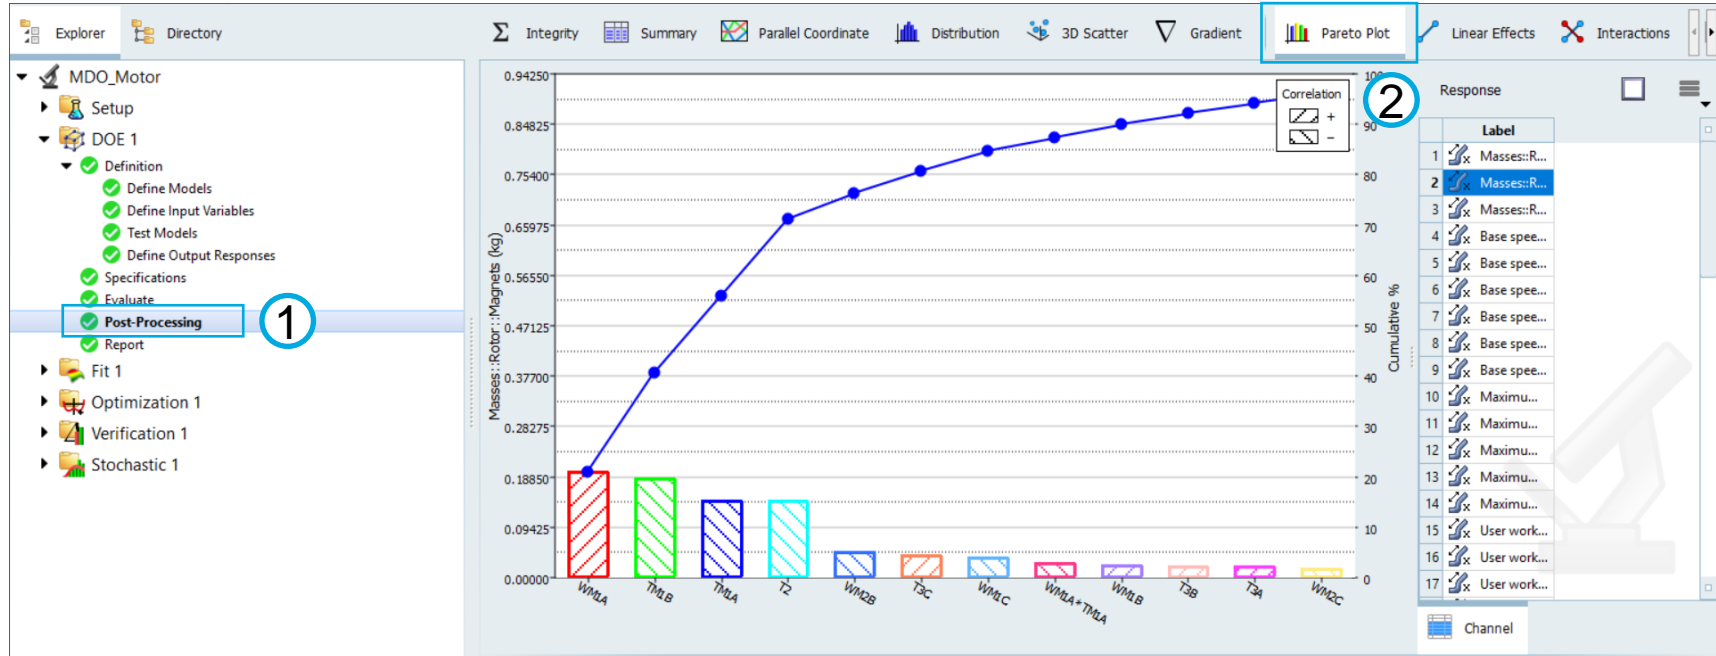 Explorer
Directory
Integrity
Summary
Parallel Coordinate
Distribution
3D Scatter
Gradient
Pareto Plot
Linear Effects
Interactions
MDO_Motor
Setup
DOE 1
Definition
Define Models
Define Input Variables
Test Models
Define Output Responses
Specifications
Evaluate
Post-Processing
1
Report
Fit 1
Optimization 1
Verification 1
Stochastic 1
Masses::Rotor::Magnets (kg)
0.94250
0.84825
0.75400
0.65975
0.56550
0.47125
0.37700
0.28275
0.18850
0.09425
0.00000
Correlation
+
−
2
90
80
70
60
50
40
30
20
10
0
Cumulative %
WM1A
TM1B
TM1A
T2
WM2B
T3C
WM1C
WM1A*TM1A
WM1B
T3B
T3A
WM2C
Response
Label
1 Masses::R...
2 Masses::R...
3 Masses::R...
4 Base spee...
5 Base spee...
6 Base spee...
7 Base spee...
8 Base spee...
9 Base spee...
10 Maximu...
11 Maximu...
12 Maximu...
13 Maximu...
14 Maximu...
15 User work...
16 User work...
17 User work...
Channel